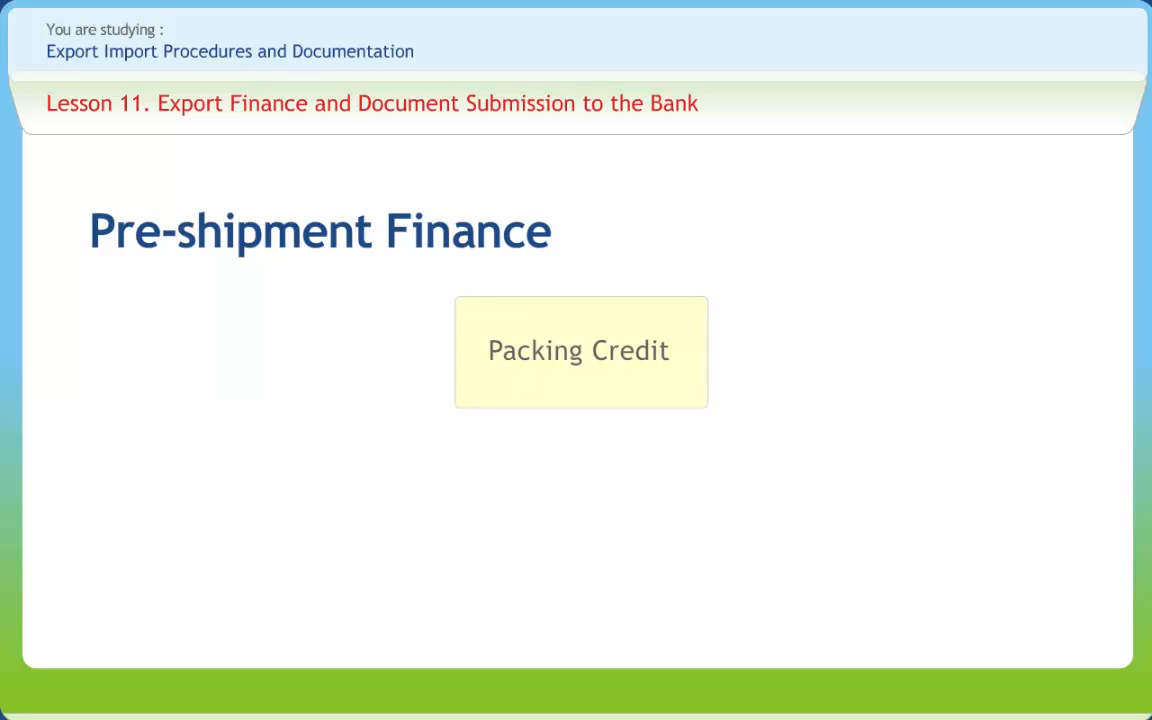 You are studying :
Export Import Procedures and Documentation
Lesson 11. Export Finance and Document Submission to the Bank
Pre-shipment Finance
Packing Credit